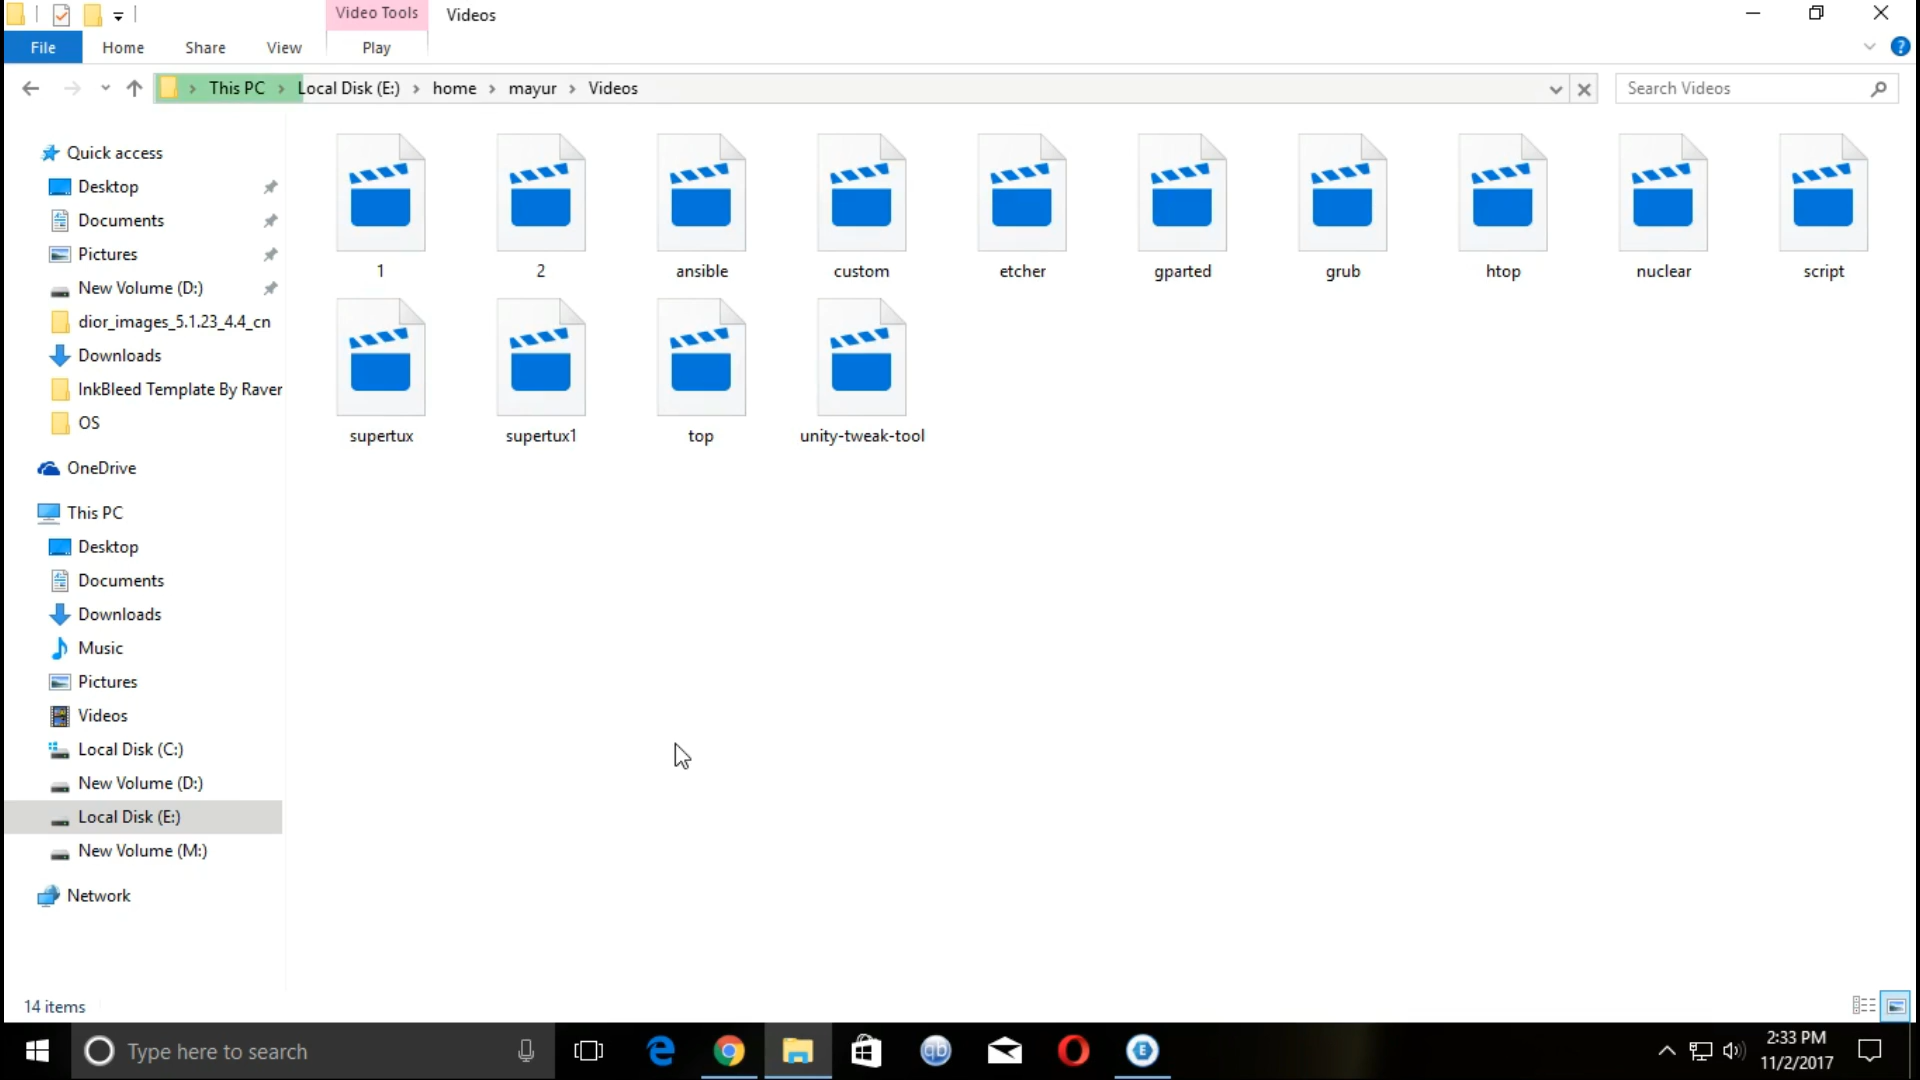 Video Tools
Videos
File
Home
Share
View
Play
This PC
Local Disk (E:)
home
mayur
Videos
Search Videos
Quick access
Desktop
Documents
Pictures
New Volume (D:)
dior_images_5.1.23_4.4_cn
Downloads
InkBleed Template By Raver
OS
OneDrive
This PC
Desktop
Documents
Downloads
Music
Pictures
Videos
Local Disk (C:)
New Volume (D:)
Local Disk (E:)
New Volume (M:)
Network
1
2
ansible
custom
etcher
gparted
grub
htop
nuclear
script
supertux
supertux1
top
unity-tweak-tool
14 items
Type here to search
qb
E
2:33 PM
11/2/2017